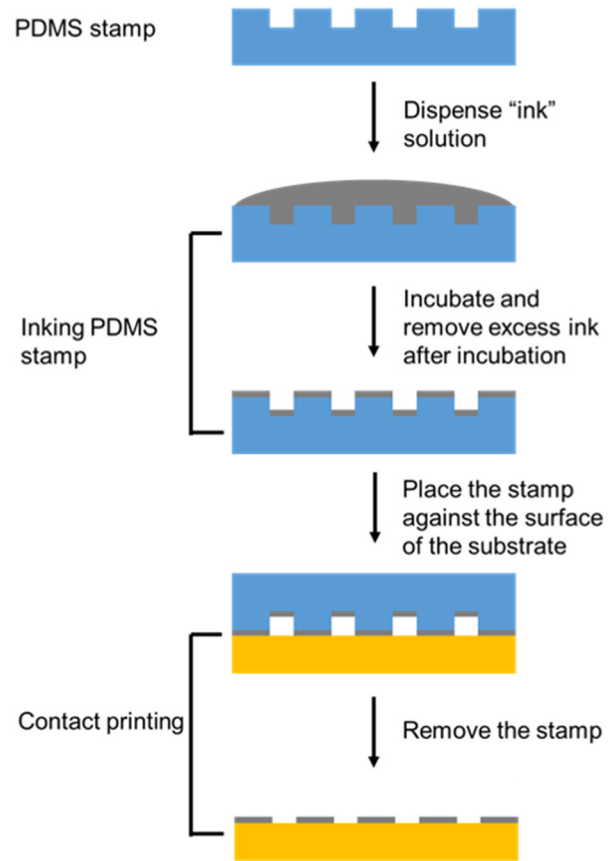 PDMS stamp
Dispense “ink”
solution
Inking PDMS
stamp
Incubate and
remove excess ink
after incubation
Place the stamp
against the surface
of the substrate
Contact printing
Remove the stamp